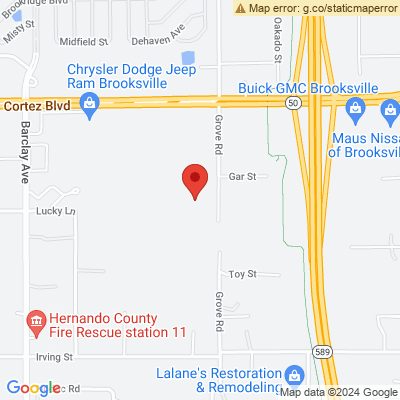 Map error: g.co/staticmaperror
Brookridge Blvd
Misty St
Midfield St
Dehaven Ave
Oakado St
Chrysler Dodge Jeep
Ram Brooksville
Buick GMC Brooksville
Cortez Blvd
50
Barclay Ave
Grove Rd
Maus Nissa
of Brooksvill
Gar St
Lucky Ln
Toy St
Hernando County
Fire Rescue station 11
Grove Rd
Irving St
589
Lalane's Restoration
& Remodeling
Google
Rd
Map data ©2024 Google